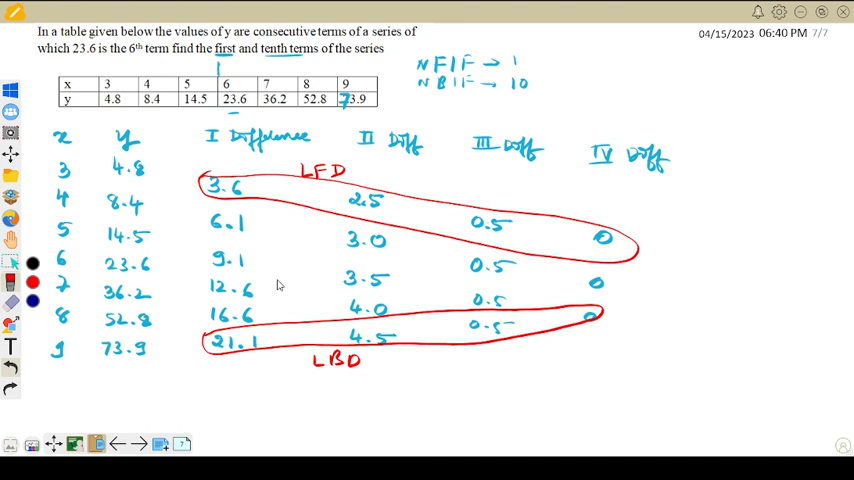 In a table given below the values of y are consecutive terms of a series of
which 23.6 is the 6th term find the first and tenth terms of the series
04/15/2023 06:40 PM 7/7
NFIF → 1
NBIF → 10
x 3 4 5 6 7 8 9
y 4.8 8.4 14.5 23.6 36.2 52.8 73.9
x y I Difference II Diff III Diff IV Diff
LFD
3 4.8
3.6
4 8.4 2.5
6.1 0.5
5 14.5 3.0 0
9.1 0.5
6 23.6 3.5 0
7 36.2 12.6 0.5
8 52.8 16.6 4.0 0
0.5
9 73.9 21.1 4.5
LBD
T
7